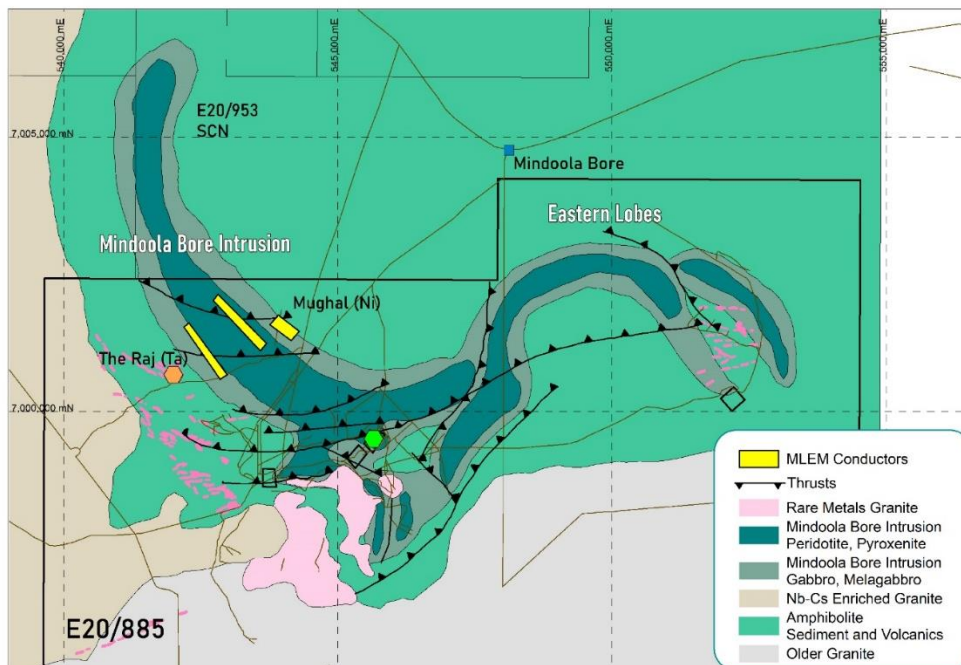 540,000.mE
545,000.mE
550,000.mE
555,000.mE
E20/953
SCN
7,005,000.mN
Mindoola Bore
Eastern Lobes
Mindoola Bore Intrusion
Mughal (Ni)
The Raj (Ta)
7,000,000.mN
E20/885
MLEM Conductors
Thrusts
Rare Metals Granite
Mindoola Bore Intrusion
Peridotite, Pyroxenite
Mindoola Bore Intrusion
Gabbro, Melagabbro
Nb-Cs Enriched Granite
Amphibolite
Sediment and Volcanics
Older Granite